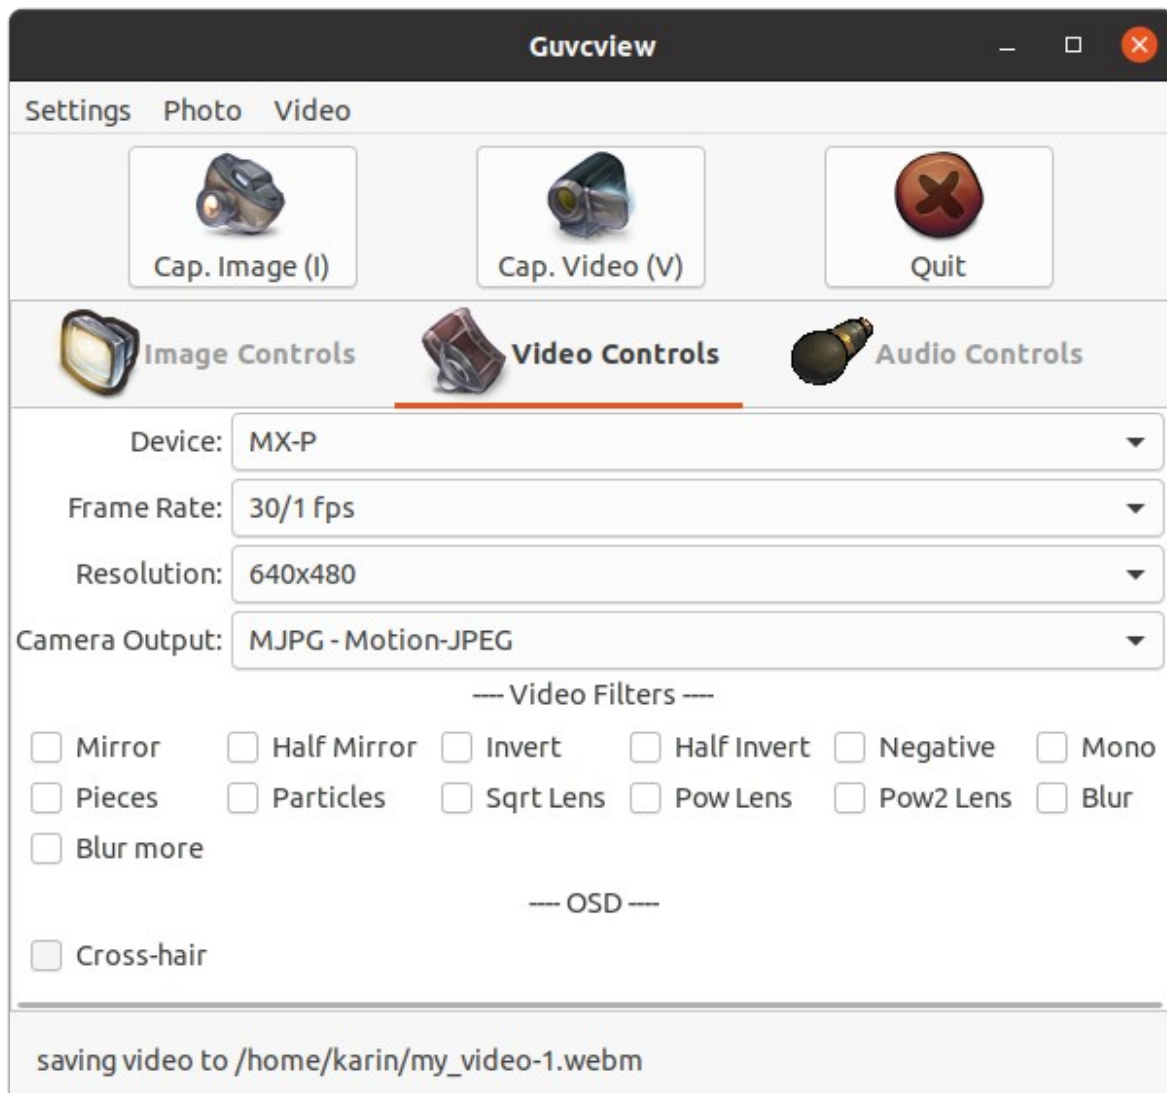 Guvcview
Settings Photo Video
Cap. Image (I) Cap. Video (V) Quit
Image Controls Video Controls Audio Controls
Device: MX-P
Frame Rate: 30/1 fps
Resolution: 640x480
Camera Output: MJPG - Motion-JPEG
---- Video Filters ----
Mirror Half Mirror Invert Half Invert Negative Mono
Pieces Particles Sqrt Lens Pow Lens Pow2 Lens Blur
Blur more
---- OSD ----
Cross-hair
saving video to /home/karin/my_video-1.webm